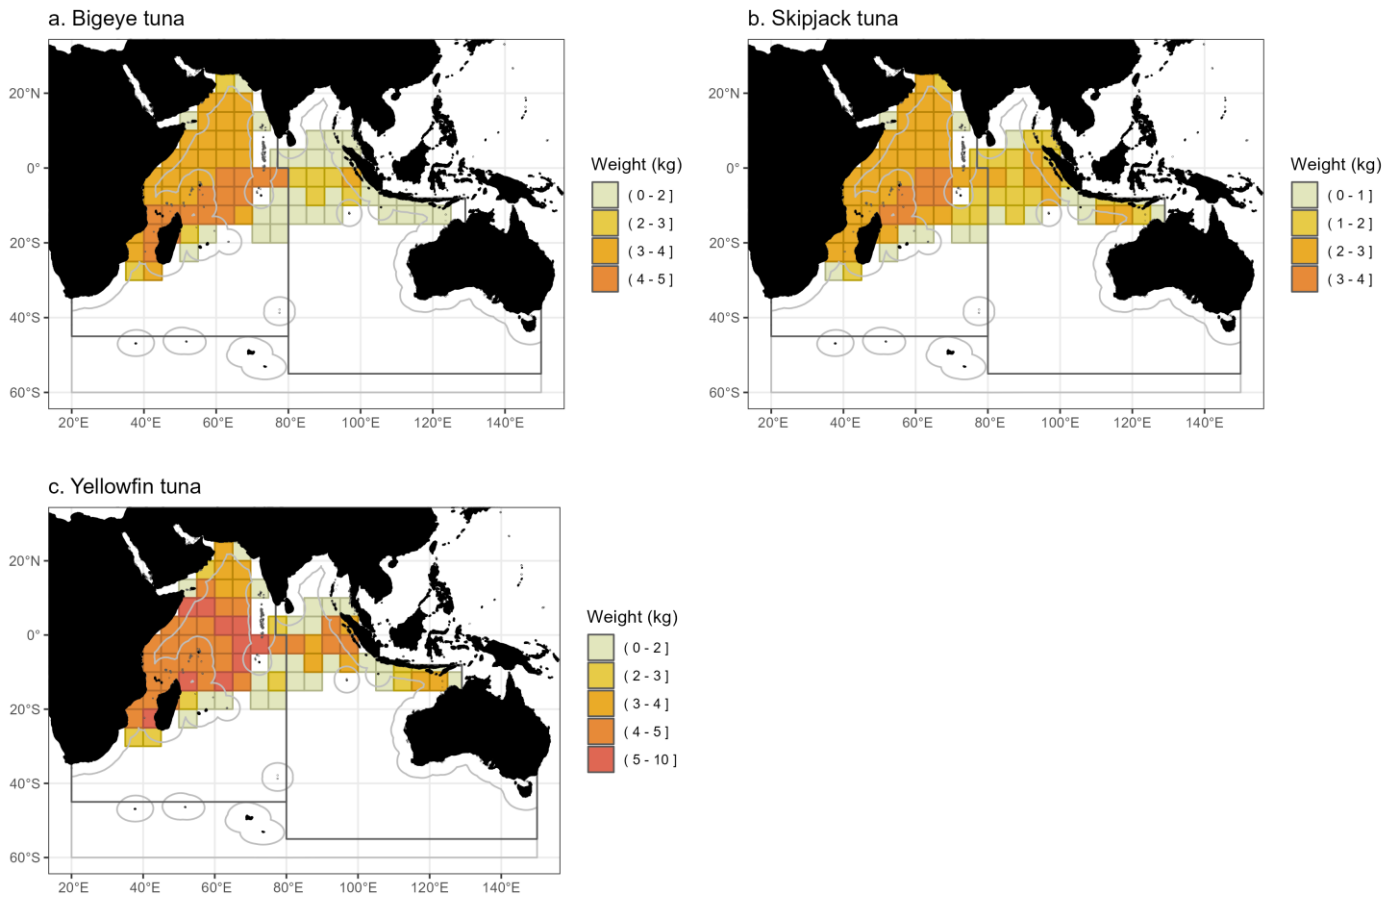 a. Bigeye tuna
20°N
0°
20°S
40°S
60°S
20°E 40°E 60°E 80°E 100°E 120°E 140°E
Weight (kg)
( 0 - 2 ]
( 2 - 3 ]
( 3 - 4 ]
( 4 - 5 ]
b. Skipjack tuna
20°N
0°
20°S
40°S
60°S
20°E 40°E 60°E 80°E 100°E 120°E 140°E
Weight (kg)
( 0 - 1 ]
( 1 - 2 ]
( 2 - 3 ]
( 3 - 4 ]
c. Yellowfin tuna
20°N
0°
20°S
40°S
60°S
20°E 40°E 60°E 80°E 100°E 120°E 140°E
Weight (kg)
( 0 - 2 ]
( 2 - 3 ]
( 3 - 4 ]
( 4 - 5 ]
( 5 - 10 ]